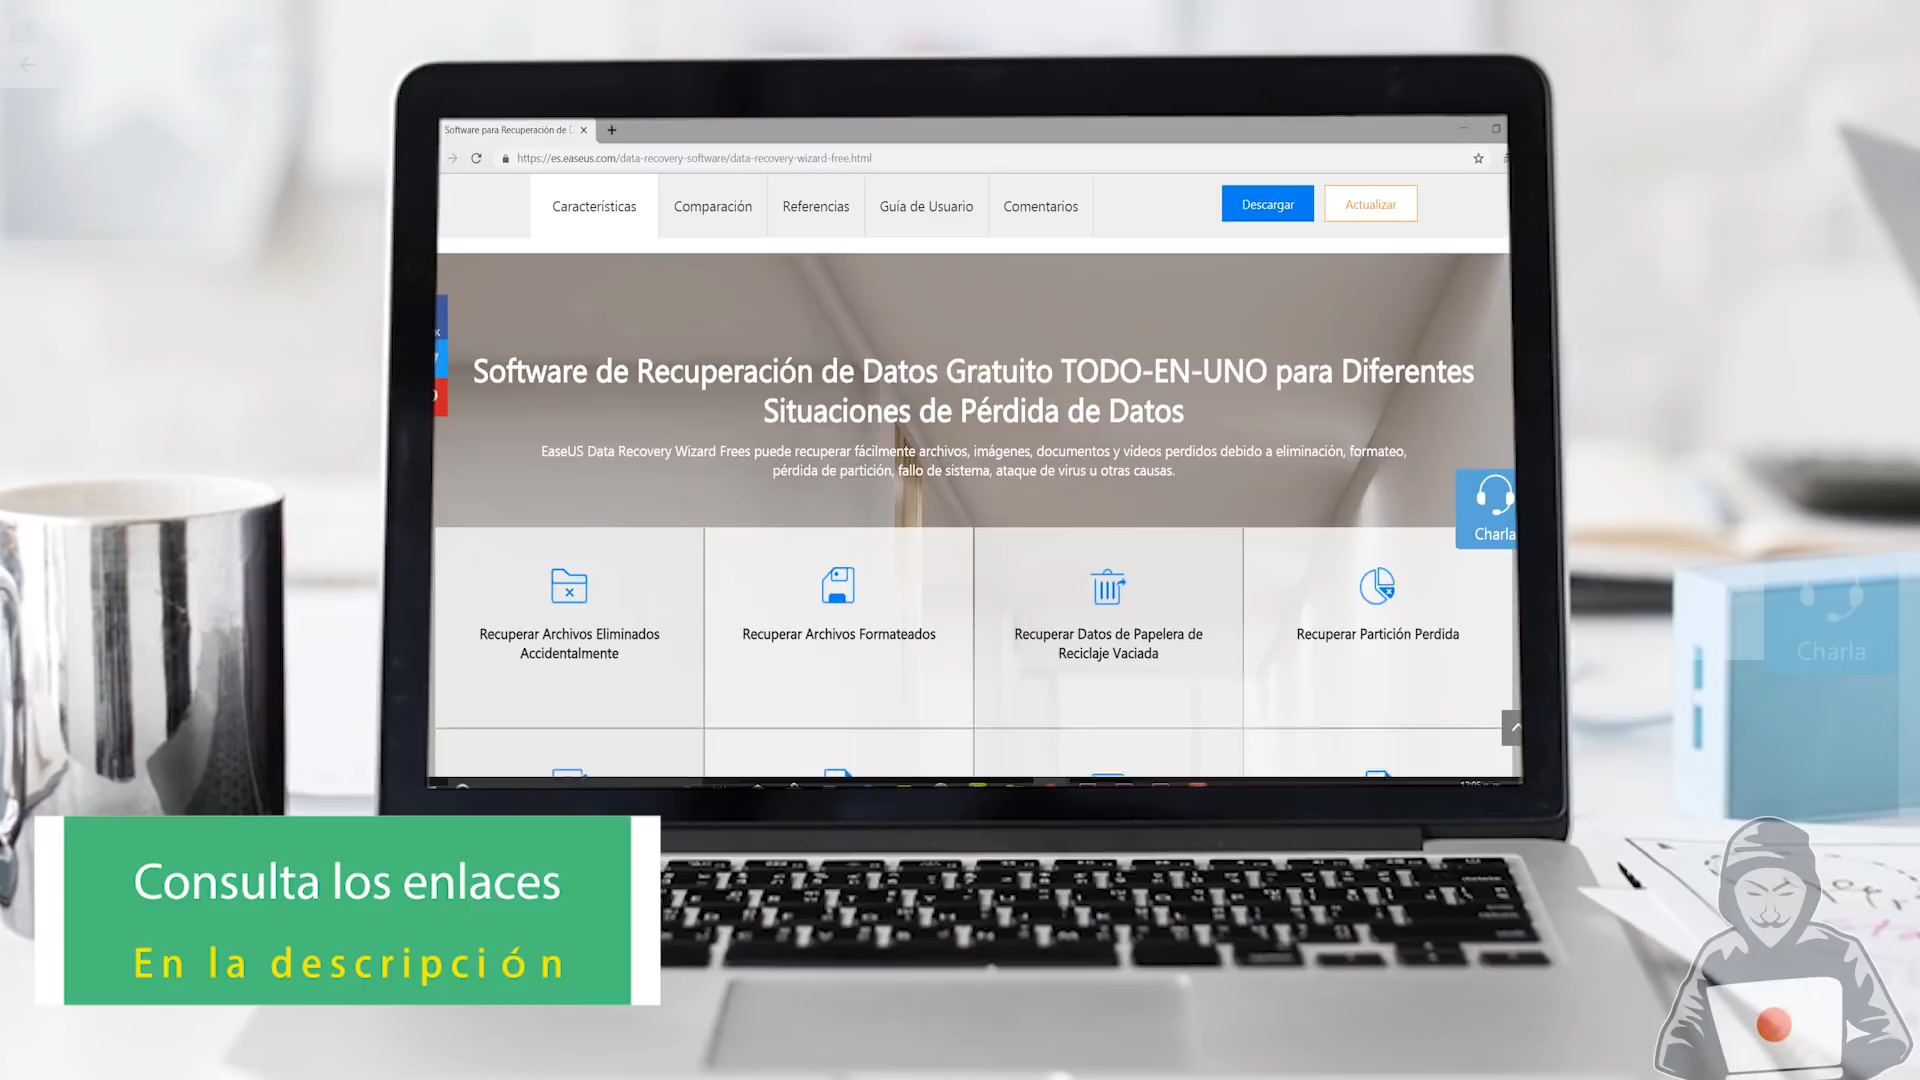 Software para Recuperación de
https://es.easeus.com/data-recovery-software/data-recovery-wizard-free.html
Características
Comparación
Referencias
Guía de Usuario
Comentarios
Descargar
Actualizar
Software de Recuperación de Datos Gratuito TODO-EN-UNO para Diferentes
Situaciones de Pérdida de Datos
EaseUS Data Recovery Wizard Frees puede recuperar fácilmente archivos, imágenes, documentos y vídeos perdidos debido a eliminación, formateo,
pérdida de partición, fallo de sistema, ataque de virus u otras causas.
Charla
Recuperar Archivos Eliminados
Accidentalmente
Recuperar Archivos Formateados
Recuperar Datos de Papelera de
Reciclaje Vaciada
Recuperar Partición Perdida
Charla
Consulta los enlaces
En la descripción